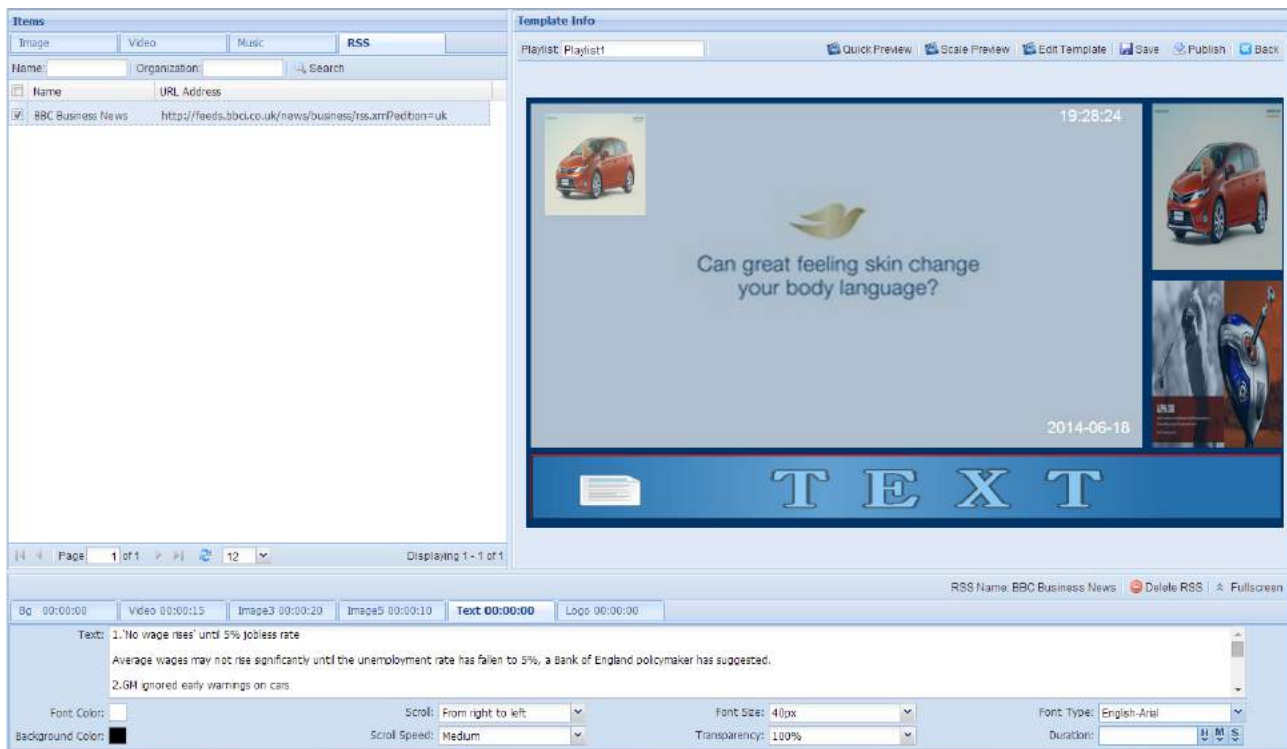 Items
Image Video Music RSS
Name: Organization: Search
Name URL Address
BBC Business News http://feeds.bbci.co.uk/news/business/rss.xml?edition=uk
Page 1 of 1 12 Displaying 1 - 1 of 1
Template Info
Playlist: Playlist1 Quick Preview Scale Preview Edit Template Save Publish Back
19:28:24
Can great feeling skin change
your body language?
2014-06-18
TEXT
RSS Name: BBC Business News Delete RSS Fullscreen
Bg 00:00:00 Video 00:00:15 Image3 00:00:20 Image5 00:00:10 Text 00:00:00 Logo 00:00:00
Text: 1.'No wage rises' until 5% jobless rate
Average wages may not rise significantly until the unemployment rate has fallen to 5%, a Bank of England policymaker has suggested.
2.GM ignored early warnings on cars
Font Color: Scroll: From right to left Font Size: 40px Font Type: English-Arial
Background Color: Scroll Speed: Medium Transparency: 100% Duration: H M S